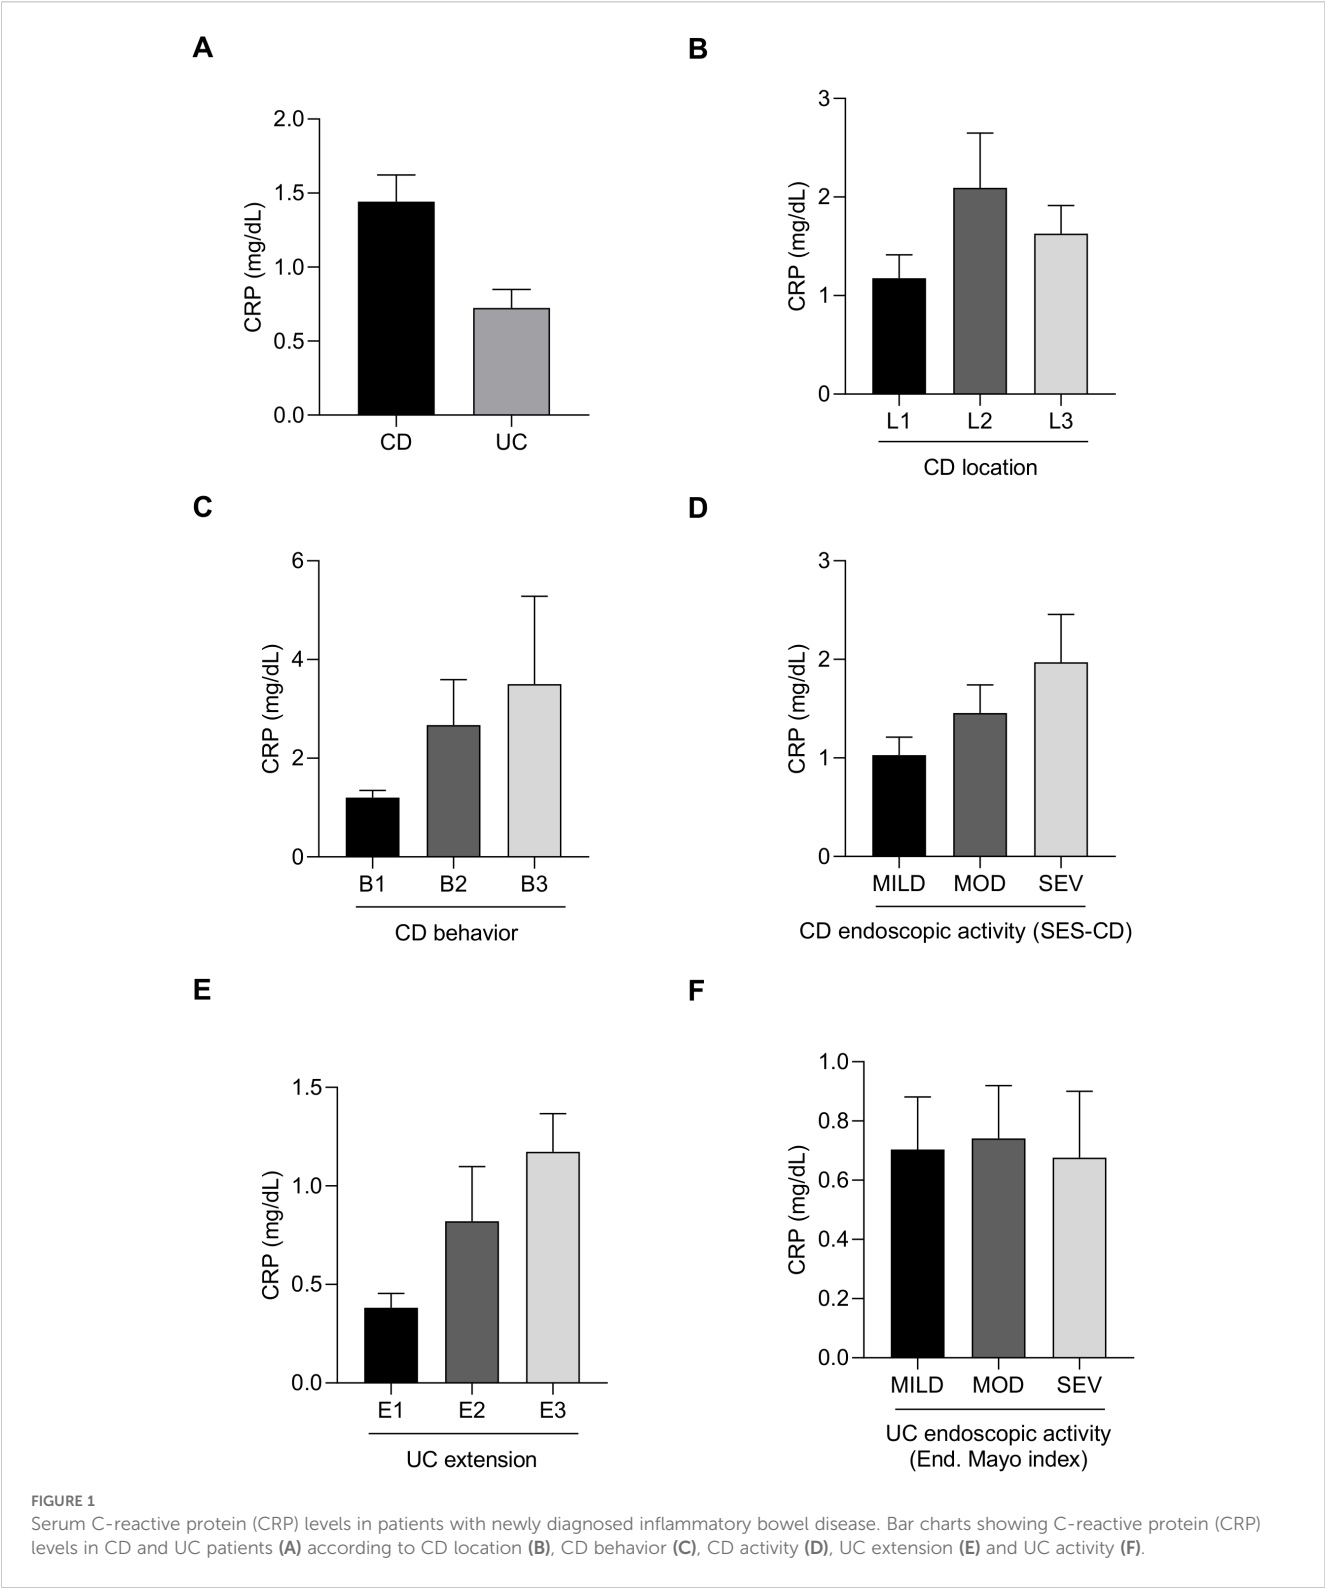 A
2.0
1.5
1.0
0.5
0.0
CRP (mg/dL)
CD UC
B
3
2
1
0
CRP (mg/dL)
L1 L2 L3
CD location
C
6
4
2
0
CRP (mg/dL)
B1 B2 B3
CD behavior
D
3
2
1
0
CRP (mg/dL)
MILD MOD SEV
CD endoscopic activity (SES-CD)
E
1.5
1.0
0.5
0.0
CRP (mg/dL)
E1 E2 E3
UC extension
F
1.0
0.8
0.6
0.4
0.2
0.0
CRP (mg/dL)
MILD MOD SEV
UC endoscopic activity
(End. Mayo index)
FIGURE 1
Serum C-reactive protein (CRP) levels in patients with newly diagnosed inflammatory bowel disease. Bar charts showing C-reactive protein (CRP)
levels in CD and UC patients (A) according to CD location (B), CD behavior (C), CD activity (D), UC extension (E) and UC activity (F).